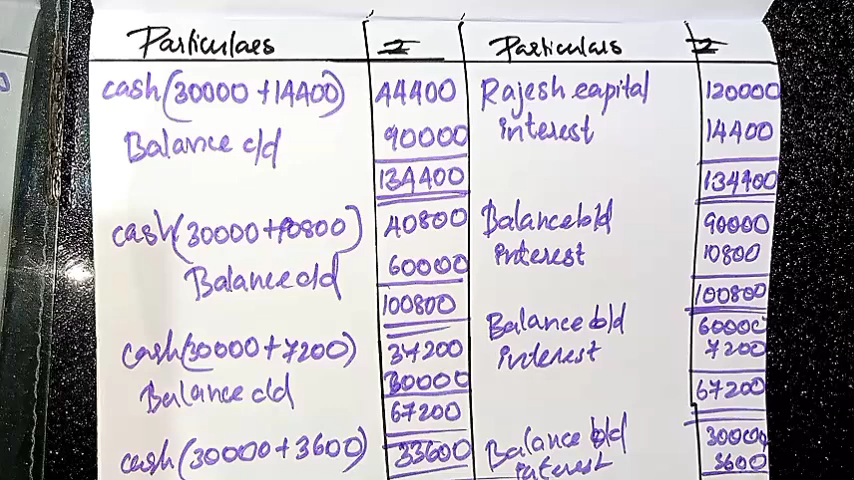 Particulars ₹ Particulars ₹
cash (30000 +14400) 44400 Rajesh capital 120000
Balance c/d 90000 interest 14400
134400 134400
cash (30000+10800) 40800 Balance b/d 90000
Balance c/d 60000 interest 10800
100800 100800
cash (30000 +7200) 37200 Balance b/d 60000
Balance c/d 30000 interest 7200
67200 67200
cash (30000 +3600) 33600 Balance b/d 30000
interest 3600